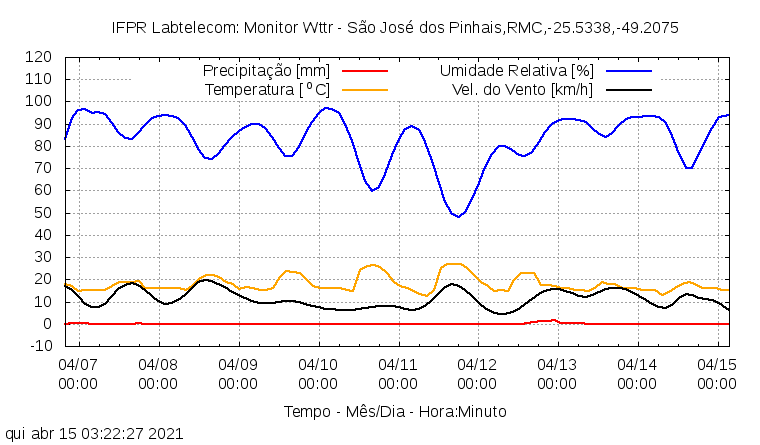 IFPR Labtelecom: Monitor Wttr - São José dos Pinhais,RMC,-25.5338,-49.2075
Precipitação [mm]
Temperatura [⁰C]
Umidade Relativa [%]
Vel. do Vento [km/h]
120
110
100
90
80
70
60
50
40
30
20
10
0
-10
04/07 04/08 04/09 04/10 04/11 04/12 04/13 04/14 04/15
00:00 00:00 00:00 00:00 00:00 00:00 00:00 00:00 00:00
Tempo - Mês/Dia - Hora:Minuto
qui abr 15 03:22:27 2021